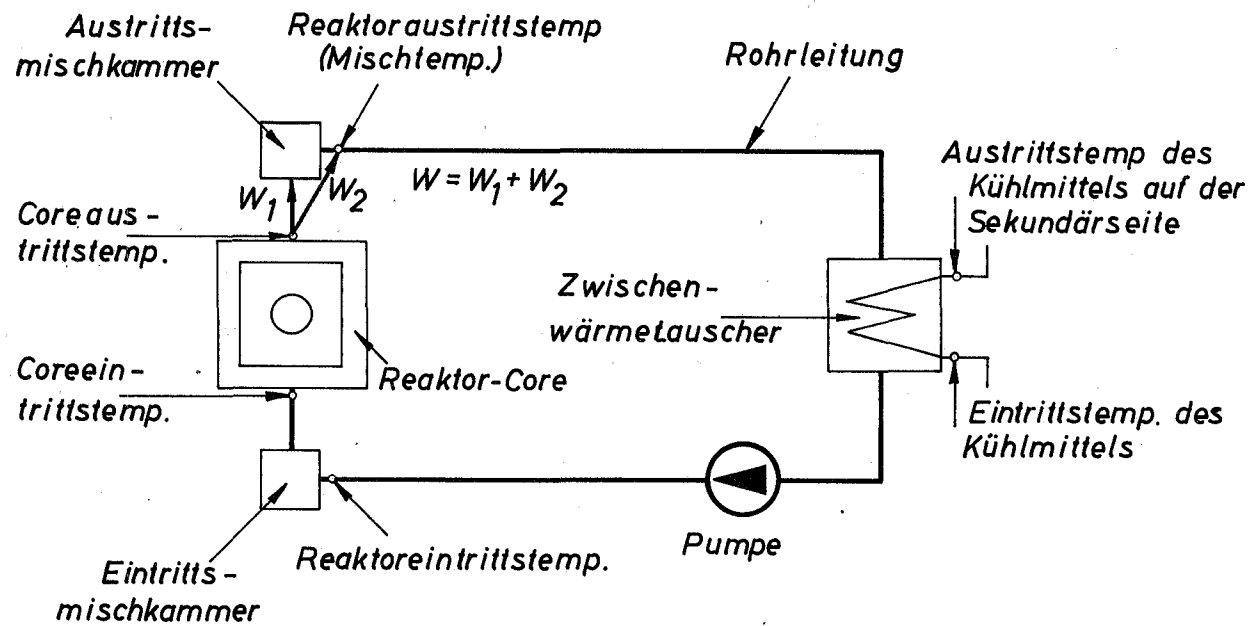 Austritts-
mischkammer
Reaktoraustrittstemp
(Mischtemp.)
Rohrleitung
Austrittstemp des
Kühlmittels auf der
Sekundärseite
W1
W2
W = W1 + W2
Coreaus-
trittstemp.
Zwischen-
wärmetauscher
Coreein-
trittstemp.
Reaktor-Core
Eintrittstemp. des
Kühlmittels
Reaktoreintrittstemp.
Pumpe
Eintritts-
mischkammer